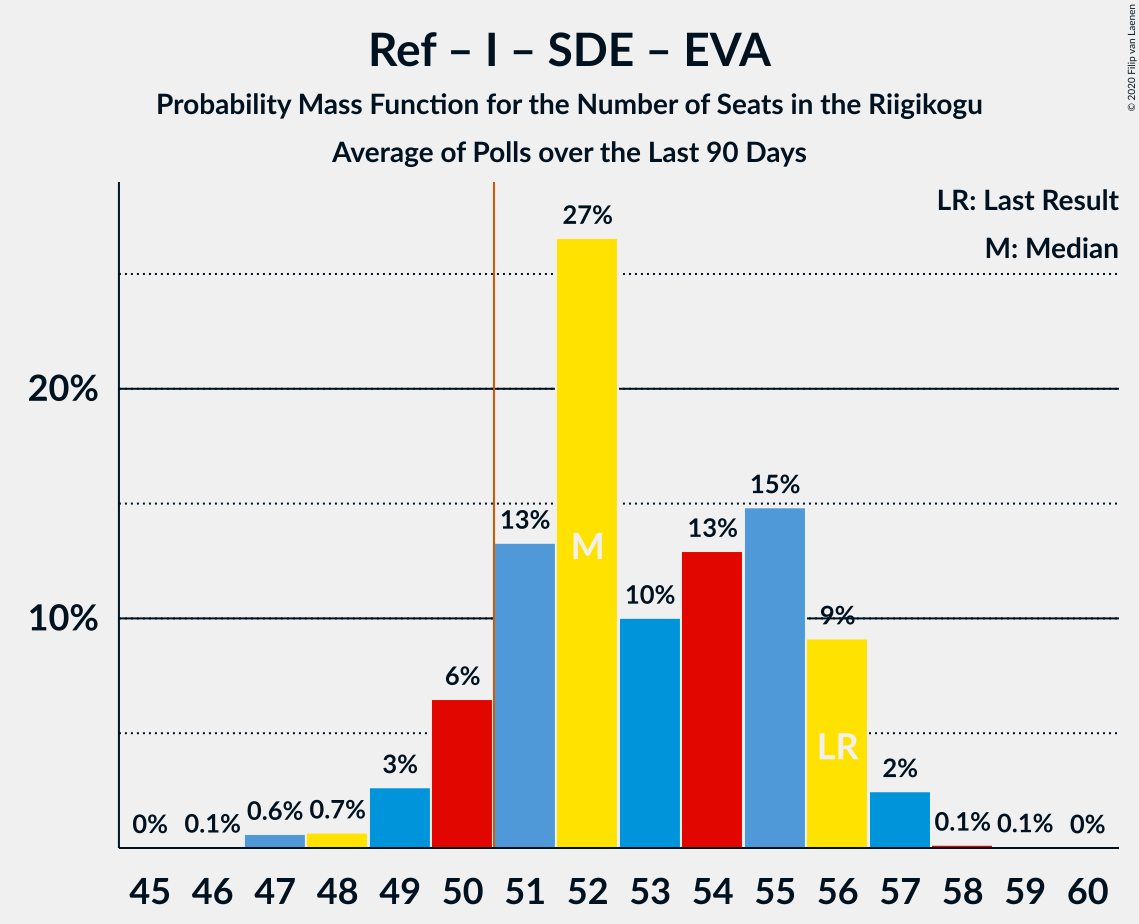 Ref – I – SDE – EVA
Probability Mass Function for the Number of Seats in the Riigikogu
Average of Polls over the Last 90 Days
© 2020 Filip van Laenen
LR: Last Result
M: Median
27%
20%
15%
13%
13%
M
10%
10%
9%
6%
LR
3%
2%
0%
0.1%
0.6%
0.7%
0.1%
0.1%
0%
45 46 47 48 49 50 51 52 53 54 55 56 57 58 59 60